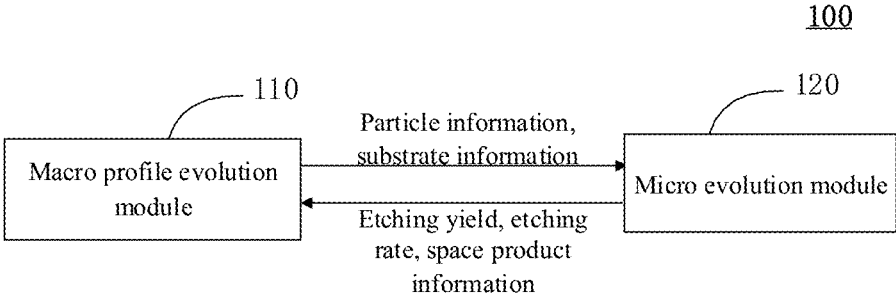 100
110
120
Particle information,
substrate information
Macro profile evolution
module
Micro evolution module
Etching yield, etching
rate, space product
information